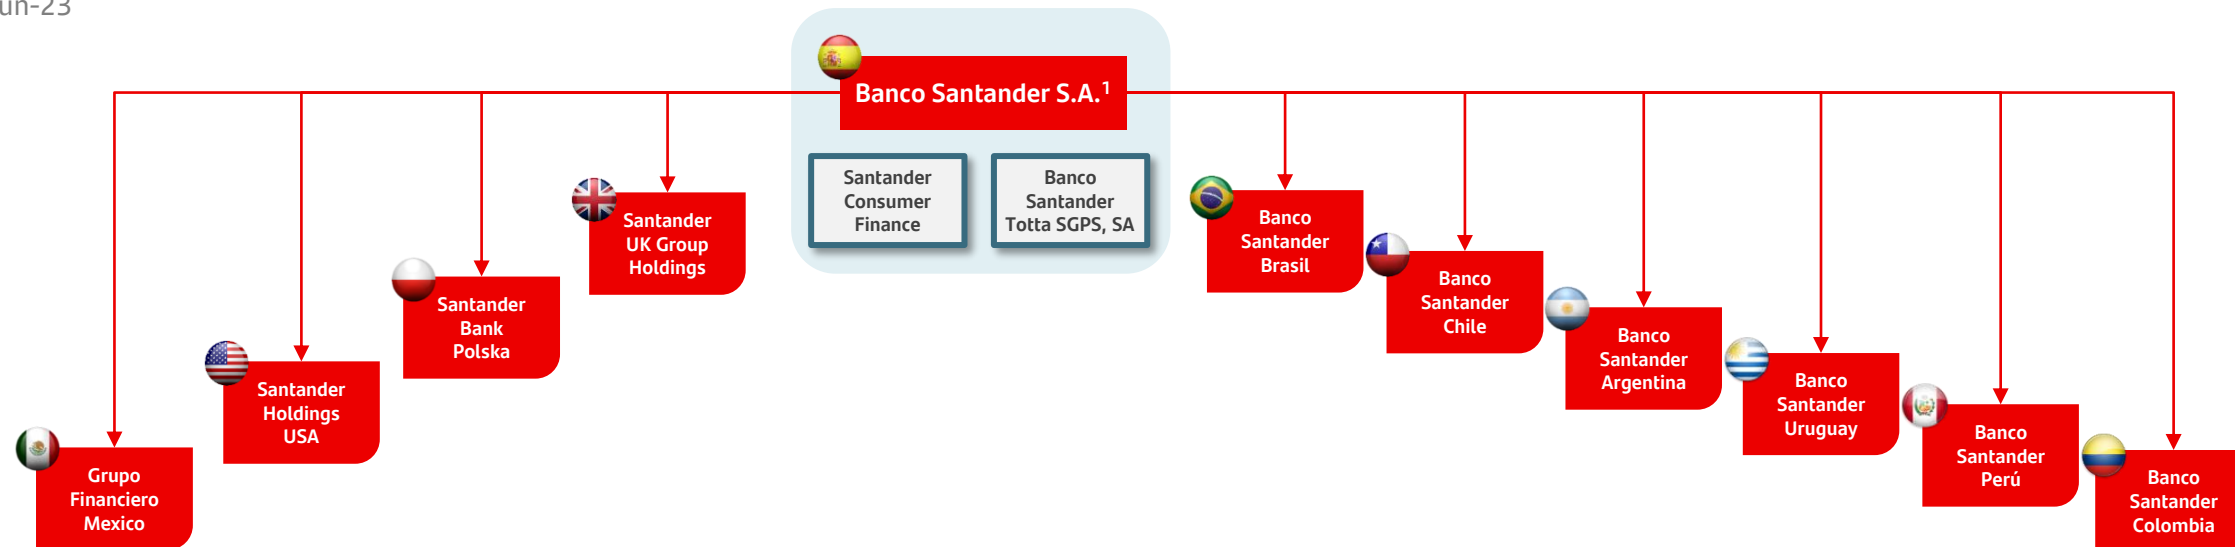 un-23
Banco Santander S.A.¹
Santander
Consumer
Finance
Banco
Santander
Totta SGPS, SA
Santander
UK Group
Holdings
Santander
Bank
Polska
Santander
Holdings
USA
Grupo
Financiero
Mexico
Banco
Santander
Brasil
Banco
Santander
Chile
Banco
Santander
Argentina
Banco
Santander
Uruguay
Banco
Santander
Perú
Banco
Santander
Colombia